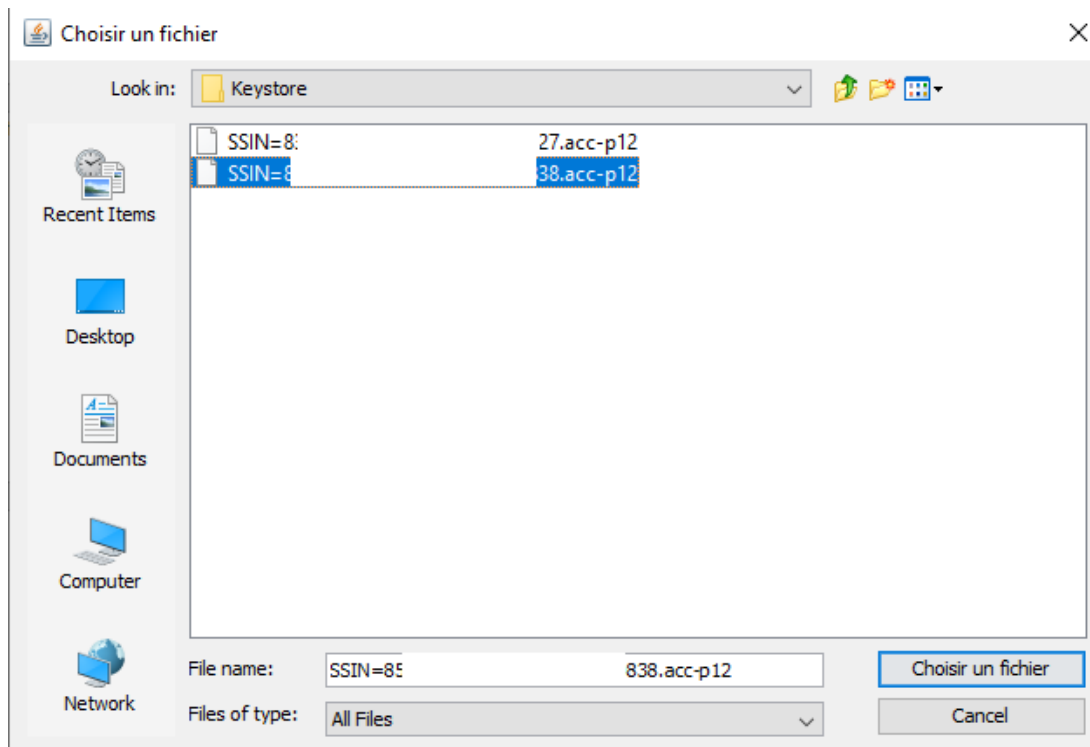 Choisir un fichier
Look in: Keystore
SSIN=8 27.acc-p12
SSIN=8 38.acc-p12
Recent Items
Desktop
Documents
Computer
Network
File name: SSIN=85 838.acc-p12 Choisir un fichier
Files of type: All Files Cancel